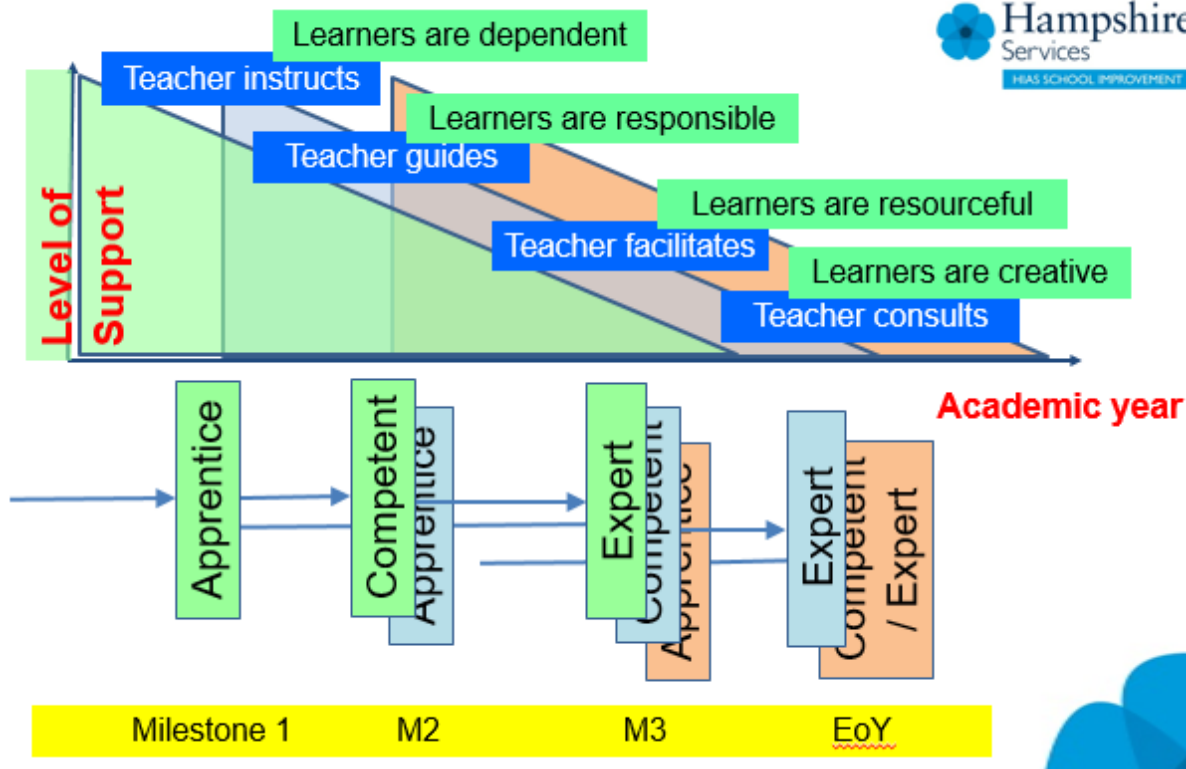 Hampshire
Services
HIAS SCHOOL IMPROVEMENT
Learners are dependent
Teacher instructs
Learners are responsible
Teacher guides
Learners are resourceful
Teacher facilitates
Learners are creative
Teacher consults
Level of
Support
Academic year
Apprentice
Competent
Apprentice
Expert
Competent
Apprentice
Expert
Competent
/ Expert
Milestone 1 M2 M3 EoY